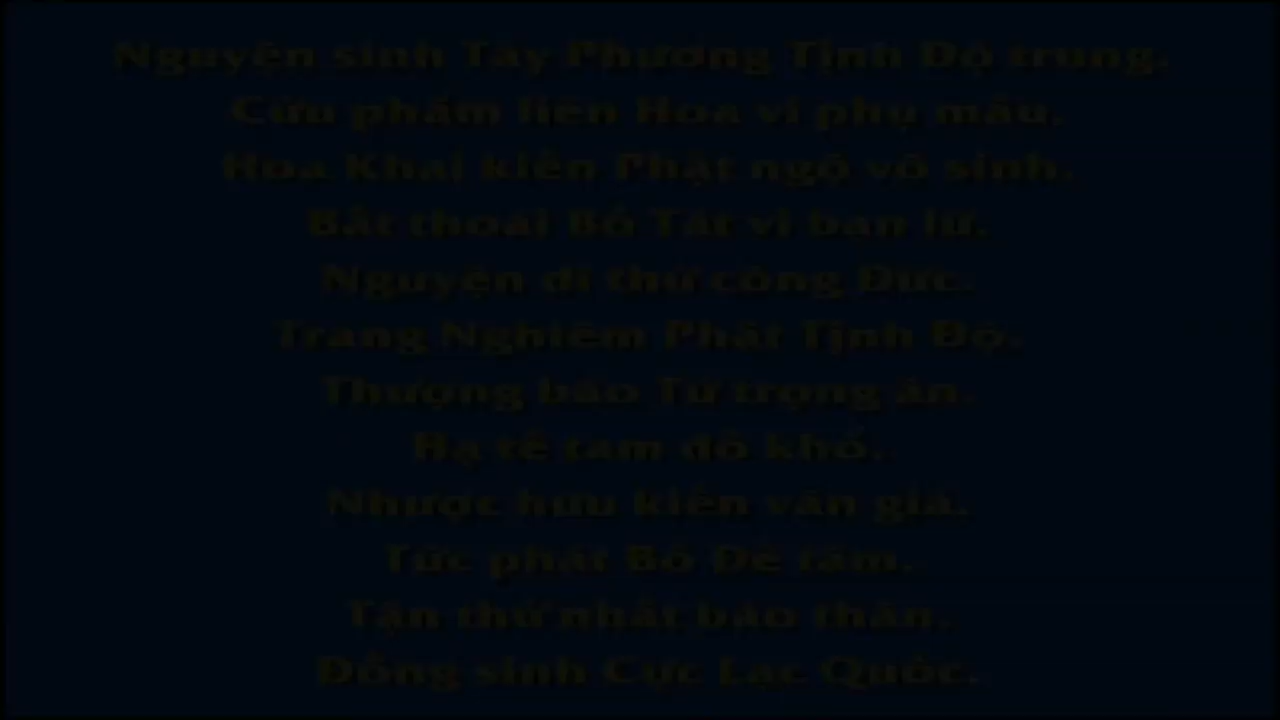 Nguyện sinh Tây Phương Tịnh Độ trung.
Cửu phẩm liên Hoa vi phụ mẫu.
Hoa Khai kiến Phật ngộ vô sinh.
Bất thoái Bồ Tát vi bạn lữ.
Nguyện dĩ thử công Đức.
Trang Nghiêm Phật Tịnh Độ.
Thượng báo Tứ trọng ân.
Hạ tế tam đồ khổ.
Nhược hữu kiến văn giả.
Tức phát Bồ Đề tâm.
Tận thử nhất báo thân.
Đồng sinh Cực Lạc Quốc.